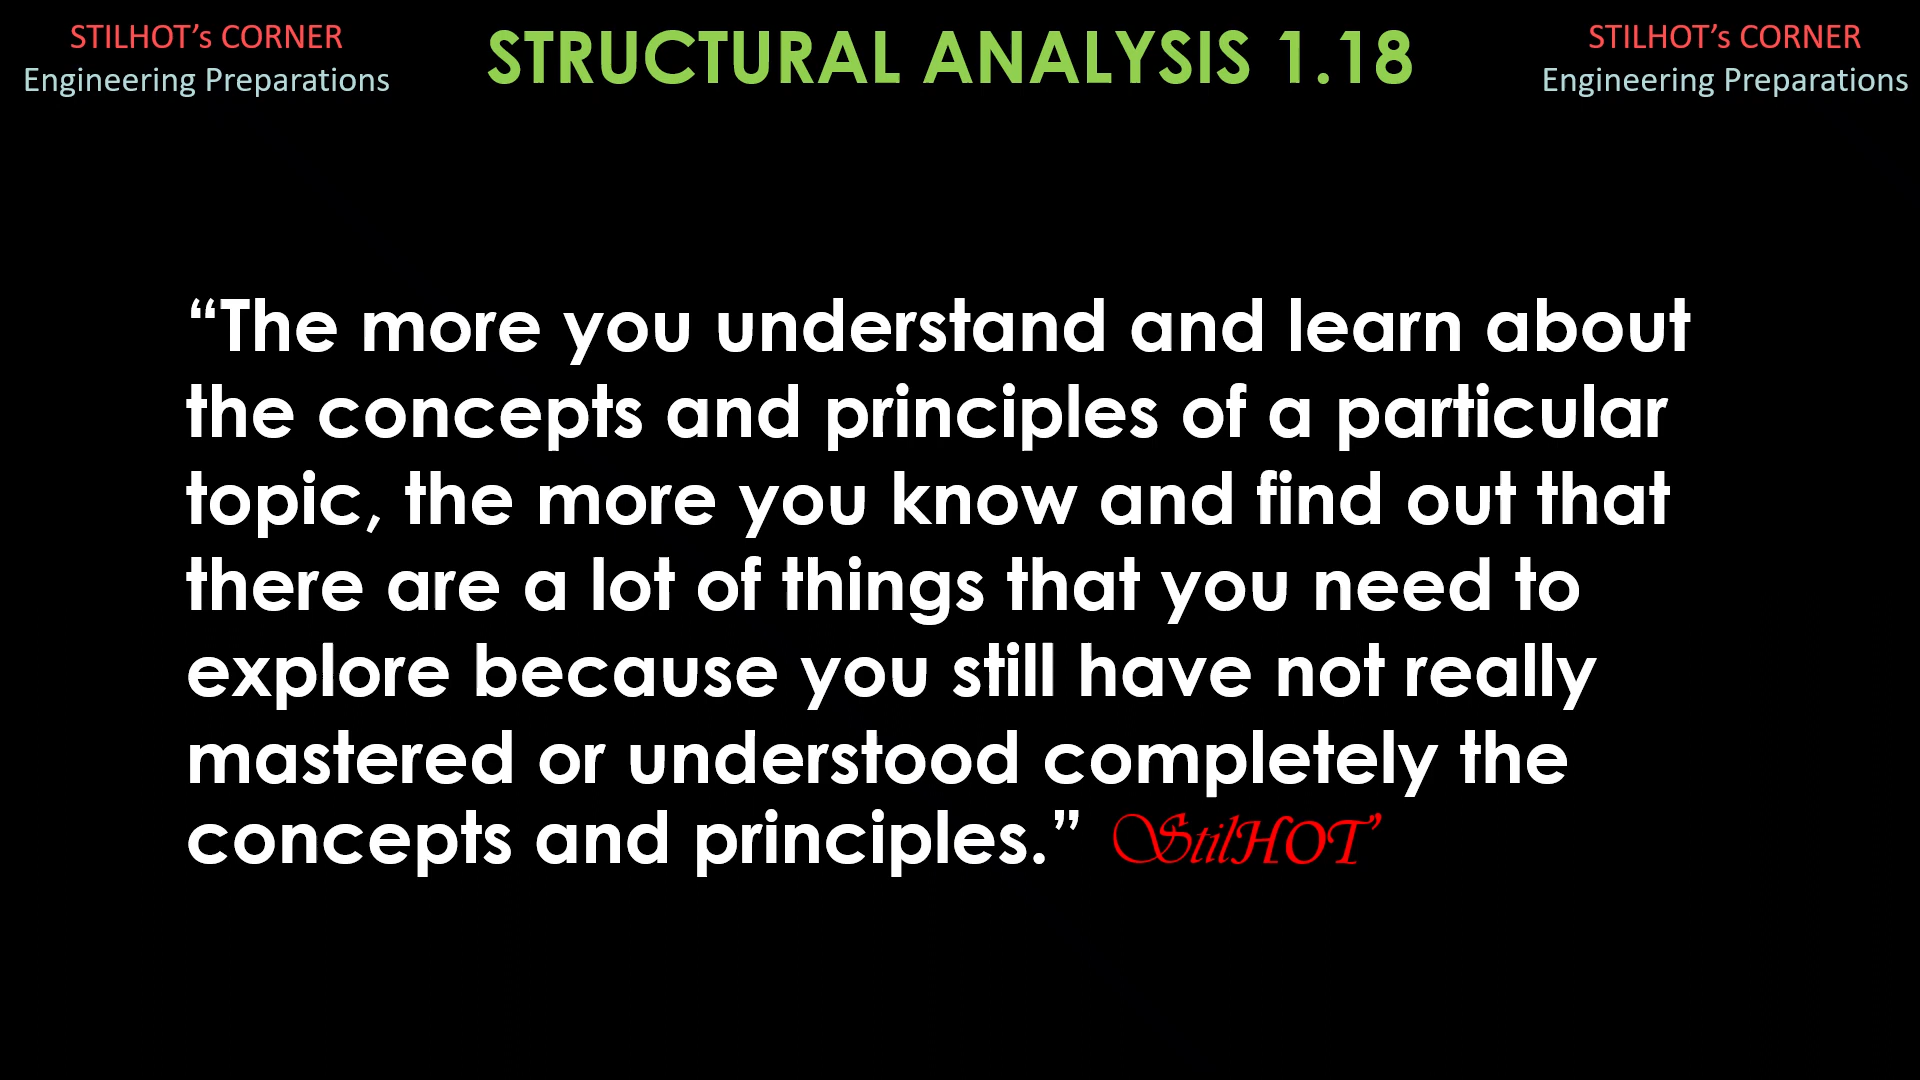 STILHOT’s CORNER
Engineering Preparations
STRUCTURAL ANALYSIS 1.18
STILHOT’s CORNER
Engineering Preparations
“The more you understand and learn about
the concepts and principles of a particular
topic, the more you know and find out that
there are a lot of things that you need to
explore because you still have not really
mastered or understood completely the
concepts and principles.” StilHOT’